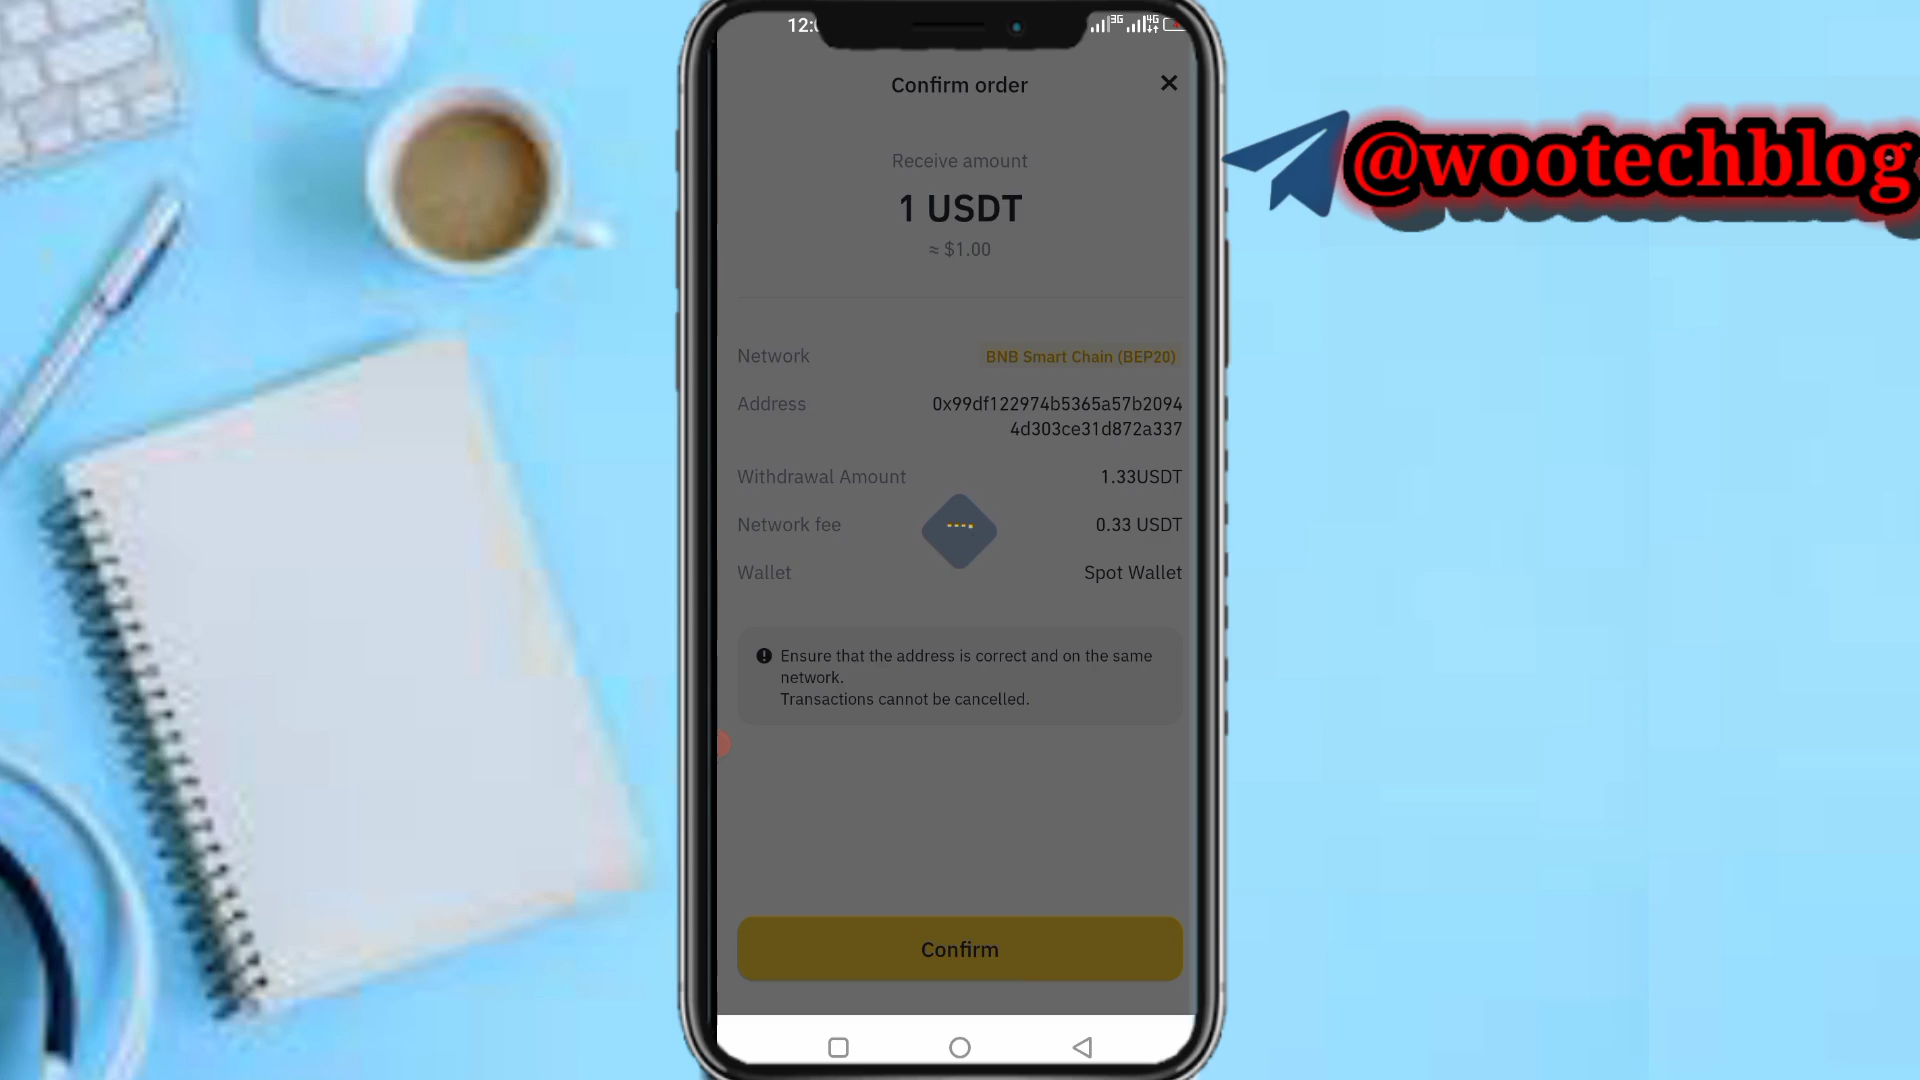 3G 4G
Confirm order
@wootechblog
Receive amount
1 USDT
≈ $1.00
Network BNB Smart Chain (BEP20)
Address 0x99df122974b5365a57b2094
4d303ce31d872a337
Withdrawal Amount 1.33USDT
Network fee 0.33 USDT
Wallet Spot Wallet
Ensure that the address is correct and on the same
network.
Transactions cannot be cancelled.
Confirm